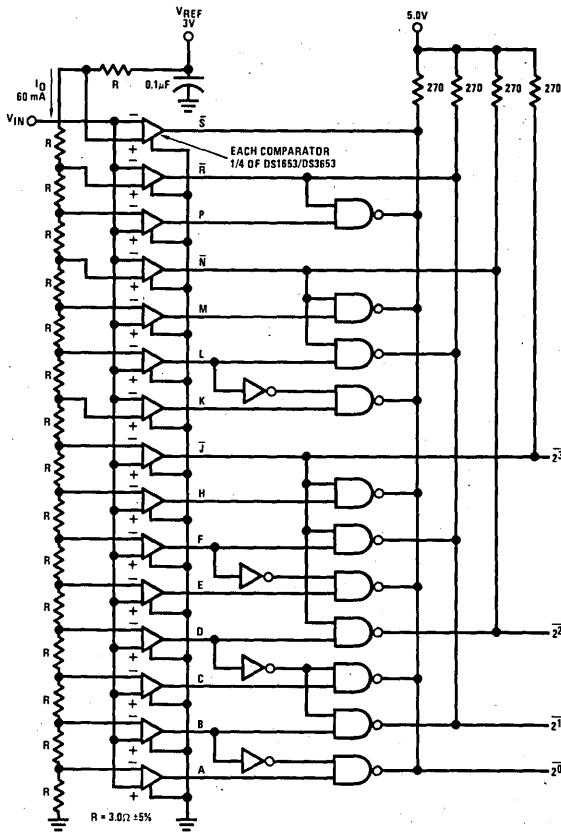 VREF
3V
5.0V
IO
60 mA
R
0.1μF
270
270
270
270
VIN
S̅
EACH COMPARATOR
1/4 OF DS1653/DS3653
R
R̅
R
P
R
N̅
R
M
R
L
R
K
R
J̅
2̅³̅
R
H
R
F
R
E
R
D
2̅²̅
R
C
R
B
2̅¹̅
R
A
2̅⁰̅
R
R = 3.0Ω ±5%